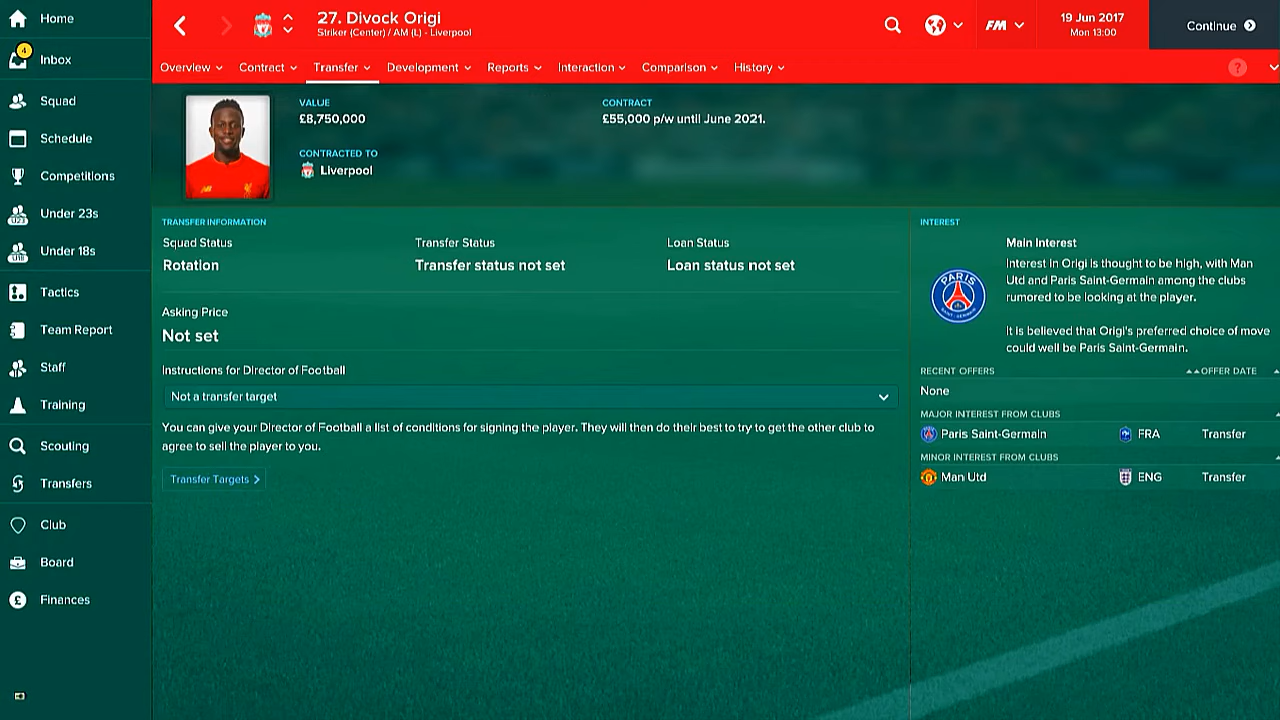 Home
4
Inbox
Squad
Schedule
Competitions
U23
Under 23s
U18
Under 18s
Tactics
Team Report
Staff
Training
Scouting
Transfers
Club
Board
£ Finances
27. Divock Origi
Striker (Center) / AM (L) - Liverpool
FM
19 Jun 2017
Mon 13:00
Continue
Overview
Contract
Transfer
Development
Reports
Interaction
Comparison
History
?
VALUE
£8,750,000
CONTRACTED TO
Liverpool
CONTRACT
£55,000 p/w until June 2021.
TRANSFER INFORMATION
Squad Status
Rotation
Transfer Status
Transfer status not set
Loan Status
Loan status not set
Asking Price
Not set
Instructions for Director of Football
Not a transfer target
You can give your Director of Football a list of conditions for signing the player. They will then do their best to try to get the other club to
agree to sell the player to you.
Transfer Targets
INTEREST
PARIS
SAINT-GERMAIN
Main Interest
Interest in Origi is thought to be high, with Man
Utd and Paris Saint-Germain among the clubs
rumored to be looking at the player.
It is believed that Origi's preferred choice of move
could well be Paris Saint-Germain.
RECENT OFFERS OFFER DATE
None
MAJOR INTEREST FROM CLUBS
Paris Saint-Germain FRA Transfer
MINOR INTEREST FROM CLUBS
Man Utd ENG Transfer